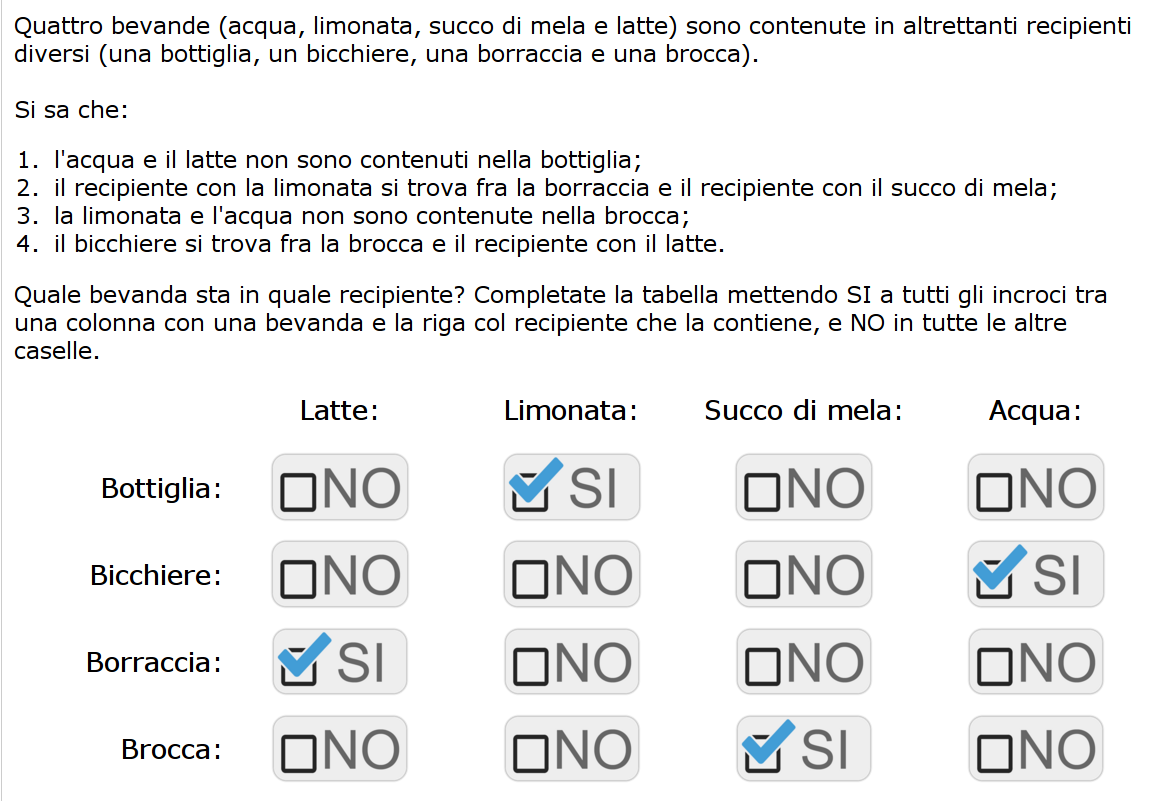 Quattro bevande (acqua, limonata, succo di mela e latte) sono contenute in altrettanti recipienti
diversi (una bottiglia, un bicchiere, una borraccia e una brocca).
Si sa che:
1. l'acqua e il latte non sono contenuti nella bottiglia;
2. il recipiente con la limonata si trova fra la borraccia e il recipiente con il succo di mela;
3. la limonata e l'acqua non sono contenute nella brocca;
4. il bicchiere si trova fra la brocca e il recipiente con il latte.
Quale bevanda sta in quale recipiente? Completate la tabella mettendo SI a tutti gli incroci tra
una colonna con una bevanda e la riga col recipiente che la contiene, e NO in tutte le altre
caselle.
Latte: Limonata: Succo di mela: Acqua:
Bottiglia: NO SI NO NO
Bicchiere: NO NO NO SI
Borraccia: SI NO NO NO
Brocca: NO NO SI NO